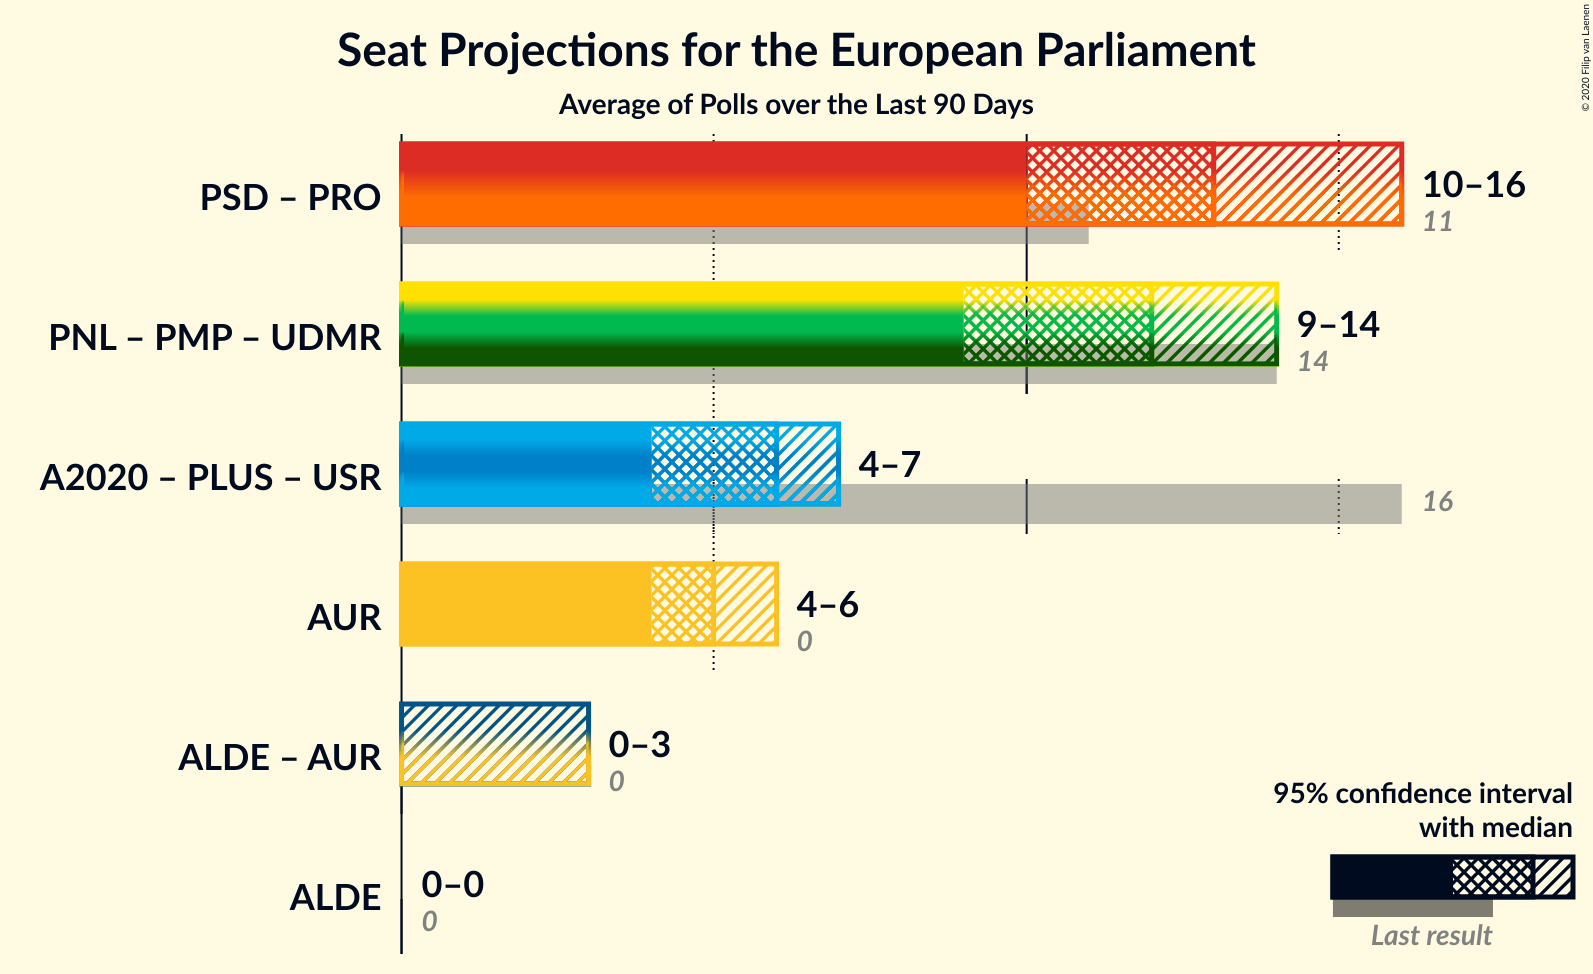 Seat Projections for the European Parliament
Average of Polls over the Last 90 Days
© 2020 Filip van Laenen
PSD – PRO
10–16
11
PNL – PMP – UDMR
9–14
14
A2020 – PLUS – USR
4–7
16
AUR
4–6
0
ALDE – AUR
0–3
0
ALDE
0–0
0
95% confidence interval
with median
Last result